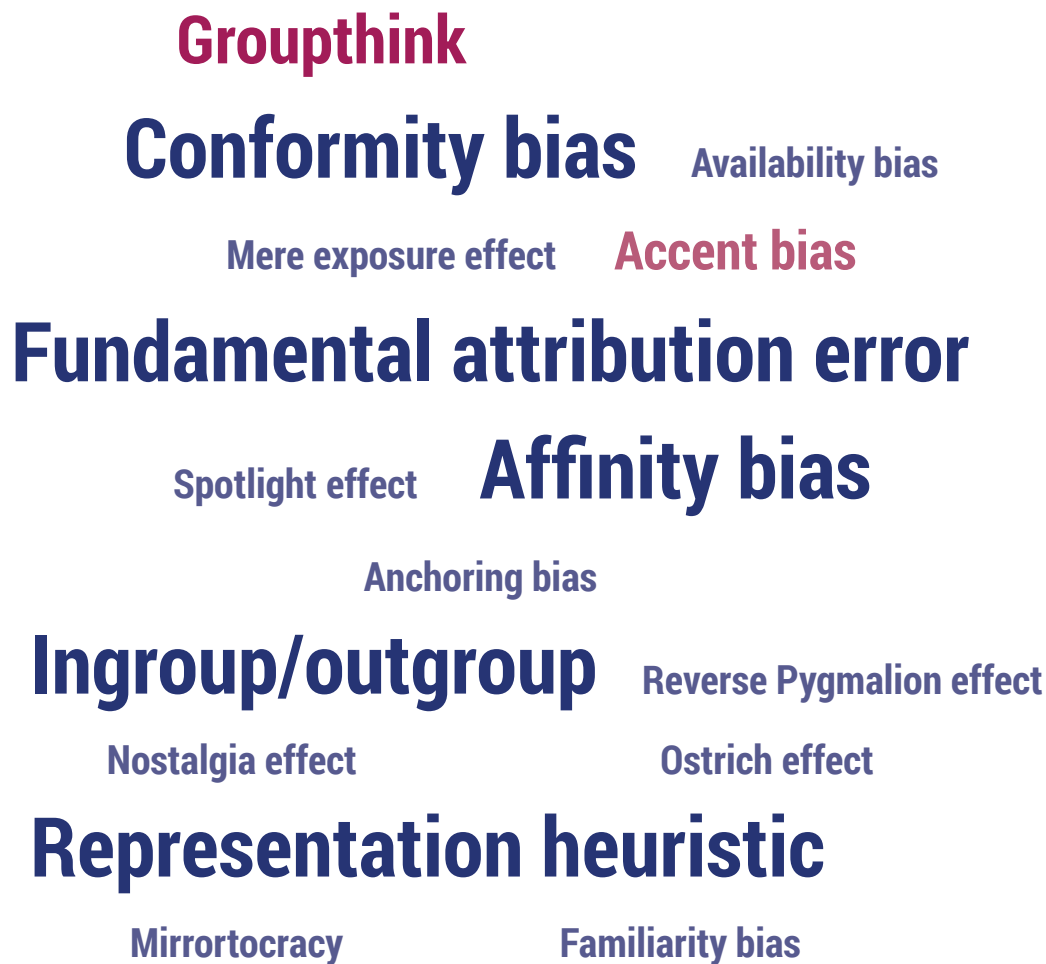 Groupthink
Conformity bias Availability bias
Mere exposure effect Accent bias
Fundamental attribution error
Spotlight effect Affinity bias
Anchoring bias
Ingroup/outgroup Reverse Pygmalion effect
Nostalgia effect Ostrich effect
Representation heuristic
Mirrortocracy Familiarity bias